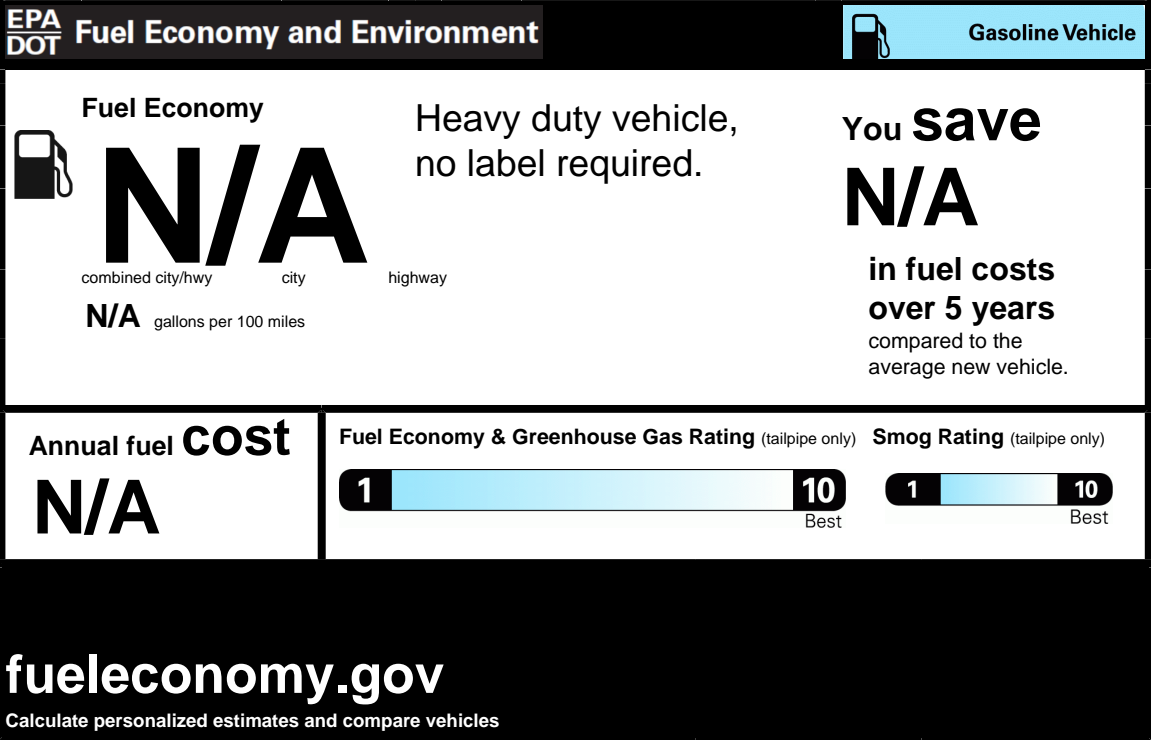 EPA
DOT
Fuel Economy and Environment
Gasoline Vehicle
Fuel Economy
N/A
combined city/hwy city highway
N/A gallons per 100 miles
Heavy duty vehicle,
no label required.
You save
N/A
in fuel costs
over 5 years
compared to the
average new vehicle.
Annual fuel cost
N/A
Fuel Economy & Greenhouse Gas Rating (tailpipe only)
1 10
Best
Smog Rating (tailpipe only)
1 10
Best
fueleconomy.gov
Calculate personalized estimates and compare vehicles